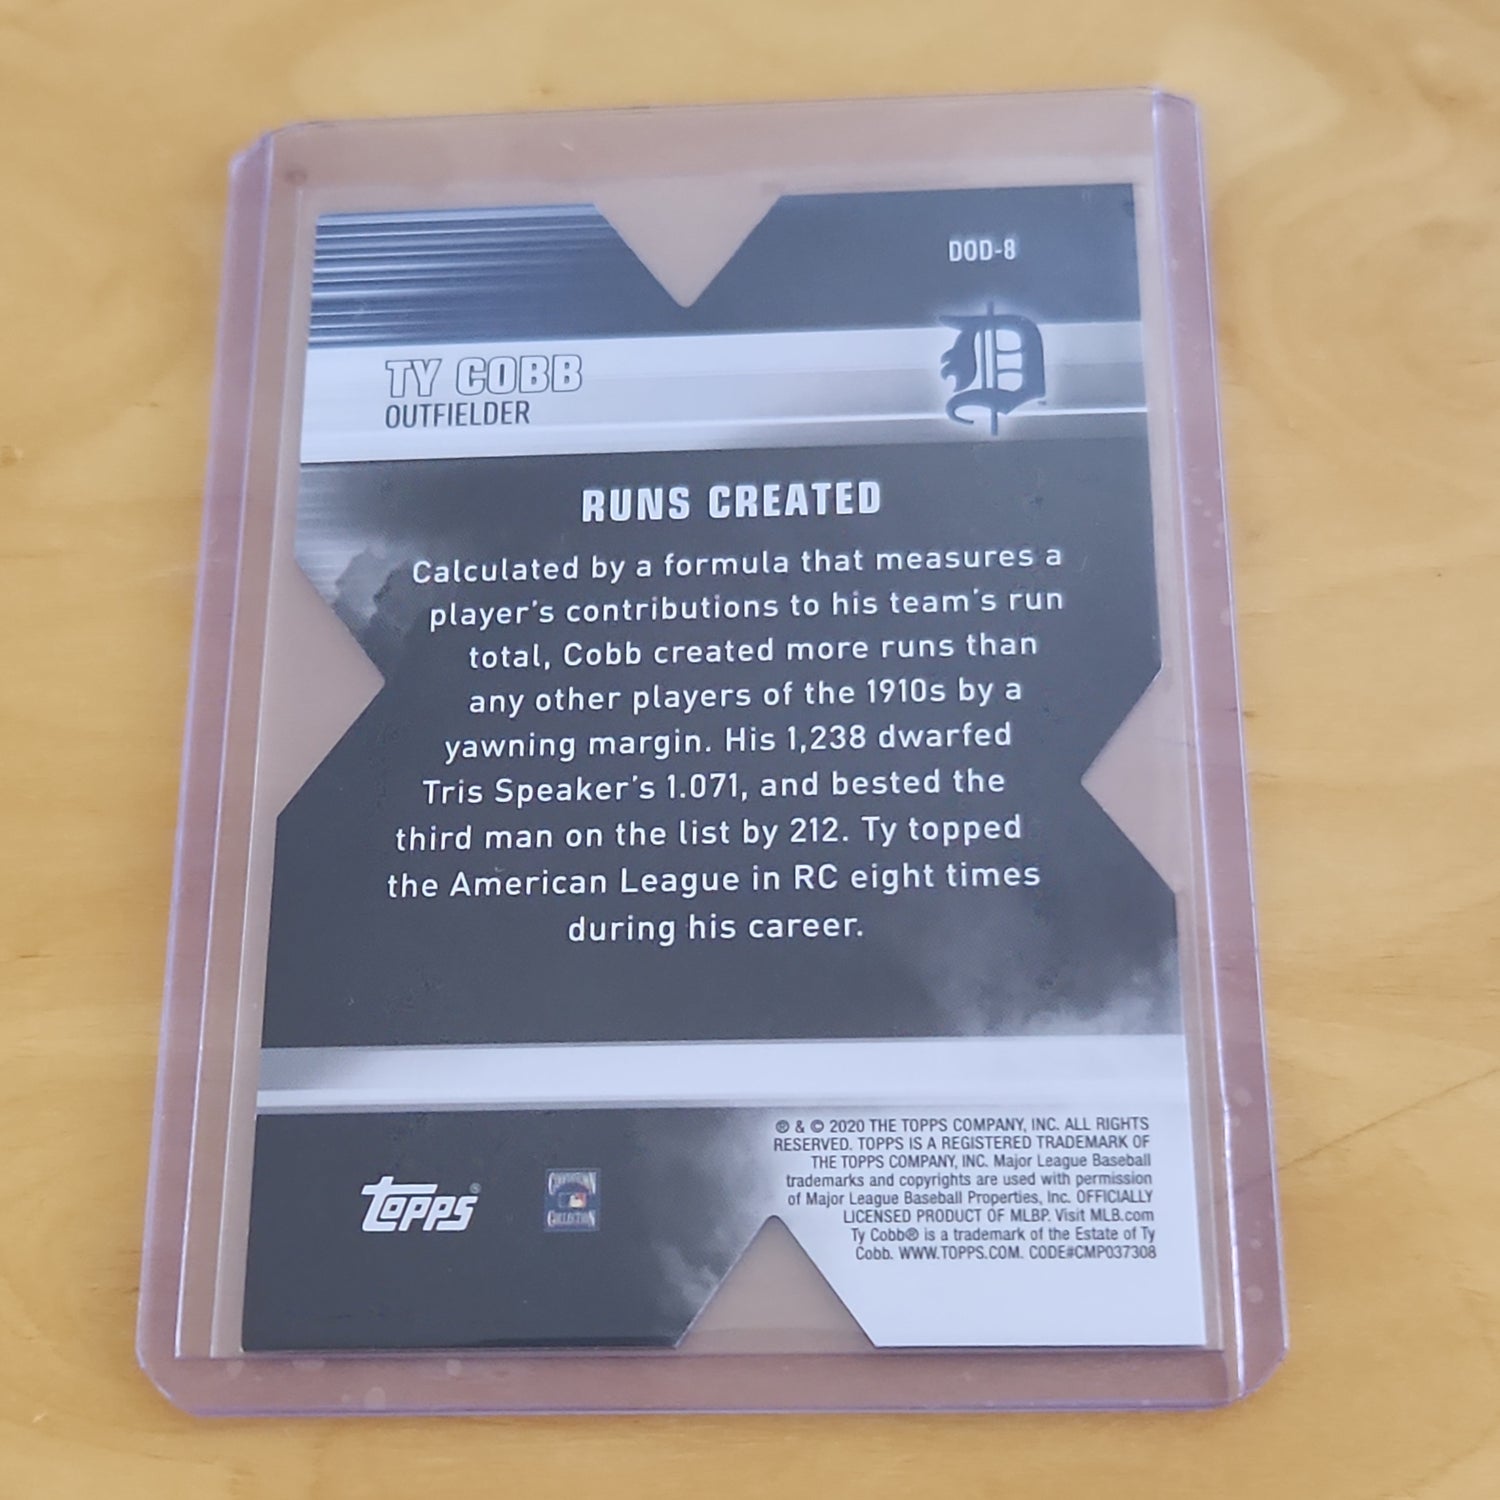 DOD-8
TY COBB
OUTFIELDER
RUNS CREATED
Calculated by a formula that measures a
player's contributions to his team's run
total, Cobb created more runs than
any other players of the 1910s by a
yawning margin. His 1,238 dwarfed
Tris Speaker's 1.071, and bested the
third man on the list by 212. Ty topped
the American League in RC eight times
during his career.
topps®
COOPERSTOWN
COLLECTION
® & © 2020 THE TOPPS COMPANY, INC. ALL RIGHTS
RESERVED. TOPPS IS A REGISTERED TRADEMARK OF
THE TOPPS COMPANY, INC. Major League Baseball
trademarks and copyrights are used with permission
of Major League Baseball Properties, Inc. OFFICIALLY
LICENSED PRODUCT OF MLBP. Visit MLB.com
Ty Cobb® is a trademark of the Estate of Ty
Cobb. WWW.TOPPS.COM. CODE#CMP037308